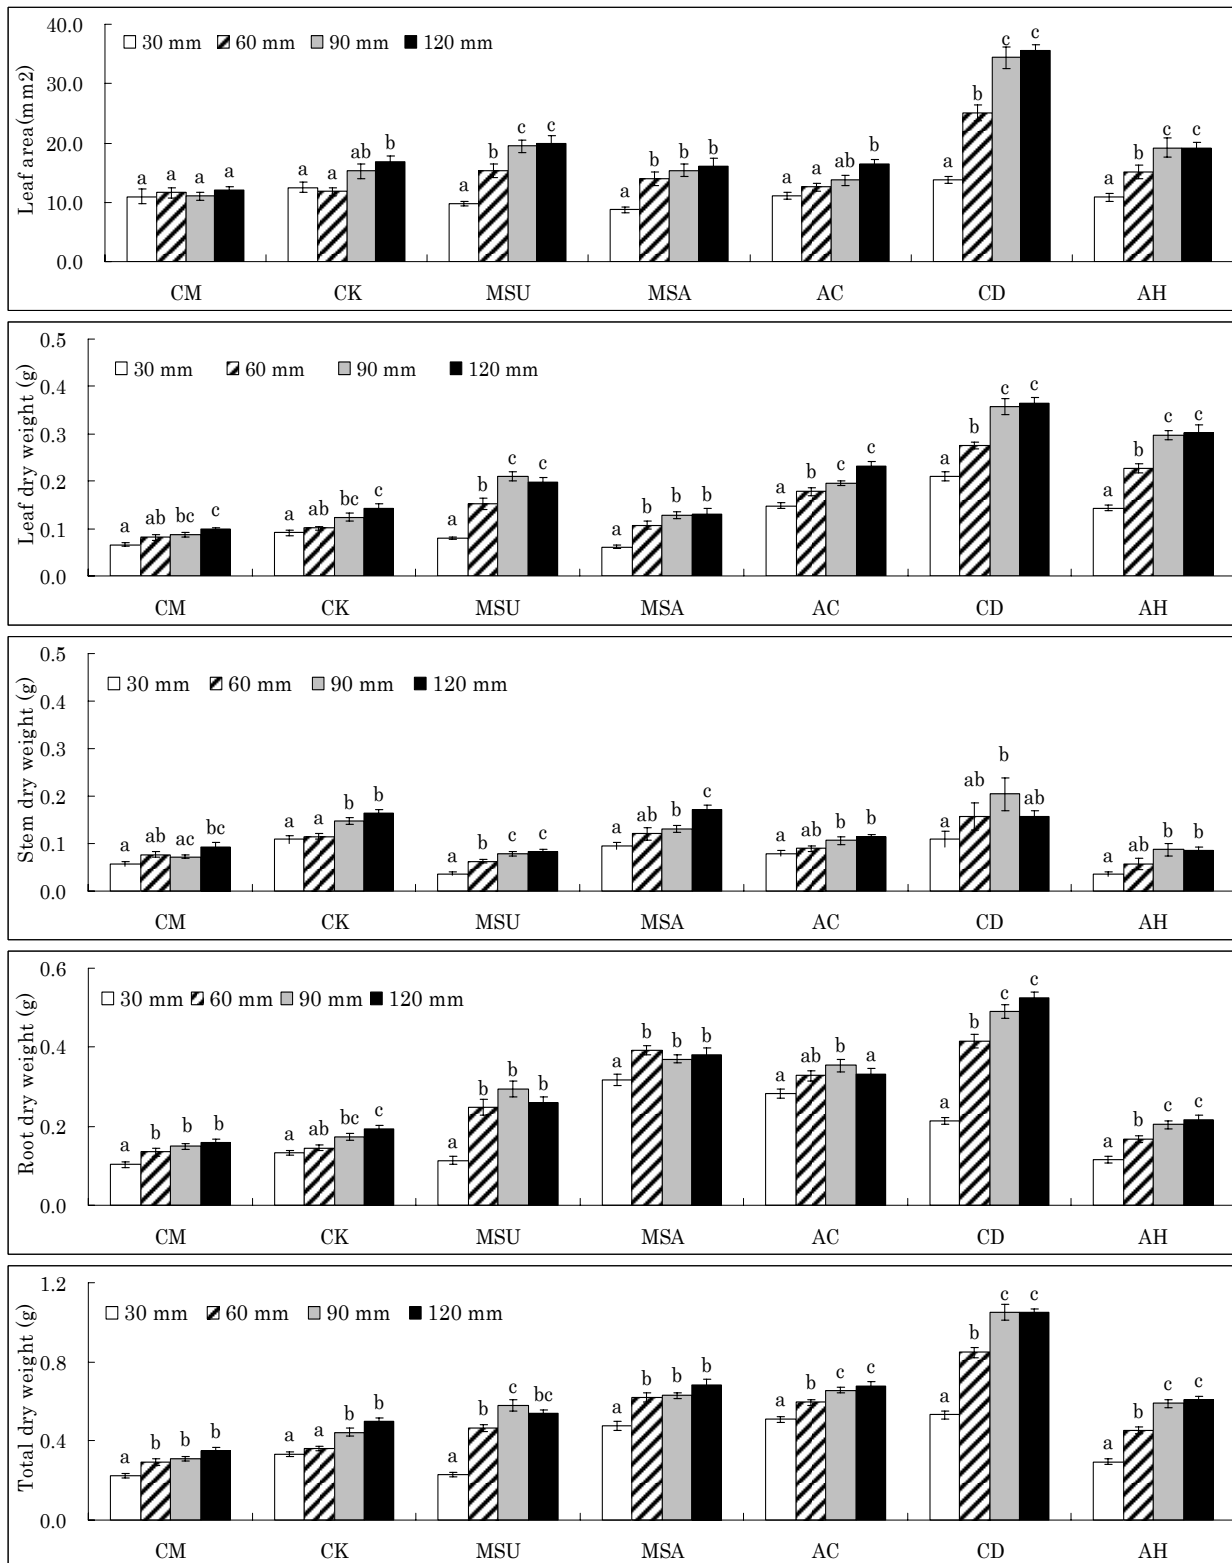 40.0
30 mm 60 mm 90 mm 120 mm
c c
30.0
b
20.0
c c
c c
b
ab
b
b b b
ab b
a a a a
a a
a
a
a a
a
b
a
10.0
0.0
Leaf area(mm2)
CM CK MSU MSA AC CD AH
0.5
30 mm 60 mm 90 mm 120 mm
0.4
c c
0.3
b
c c
b
0.2
c
c
b c
b
a
a
0.1
a ab bc c
a ab bc c
a
a b b b
a
0.0
Leaf dry weight (g)
CM CK MSU MSA AC CD AH
0.5
30 mm 60 mm 90 mm 120 mm
0.4
0.3
0.2
0.1
0.0
a ab ac bc
a a b b
a b c c
a ab b c
a ab b b
a ab b ab
a ab b b
Stem dry weight (g)
CM CK MSU MSA AC CD AH
0.6
30 mm 60 mm 90 mm 120 mm
0.4
0.2
0.0
a b b b
a ab bc c
a b b b
a b b b
a ab b a
a b c c
a b c c
Root dry weight (g)
CM CK MSU MSA AC CD AH
1.2
30 mm 60 mm 90 mm 120 mm
0.8
0.4
0.0
a b b b
a a b b
a b c bc
a b b b
a b c c
a b c c
a b c c
Total dry weight (g)
CM CK MSU MSA AC CD AH